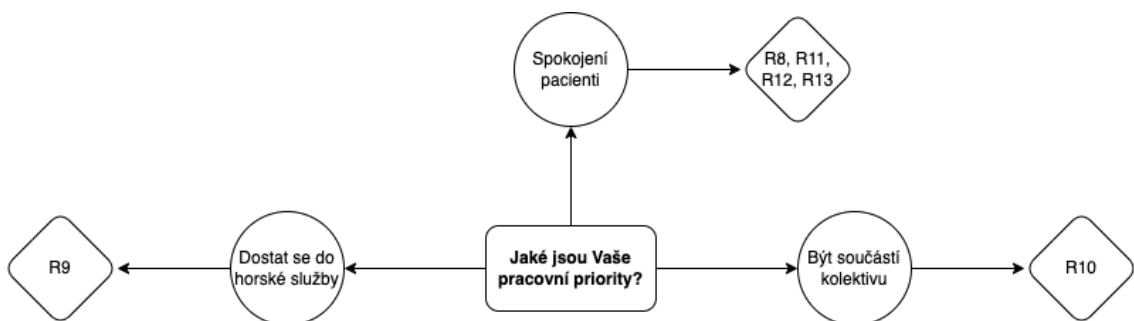 Spokojení
pacienti
R8, R11,
R12, R13
R9
Dostat se do
horské služby
Jaké jsou Vaše
pracovní priority?
Být součástí
kolektivu
R10